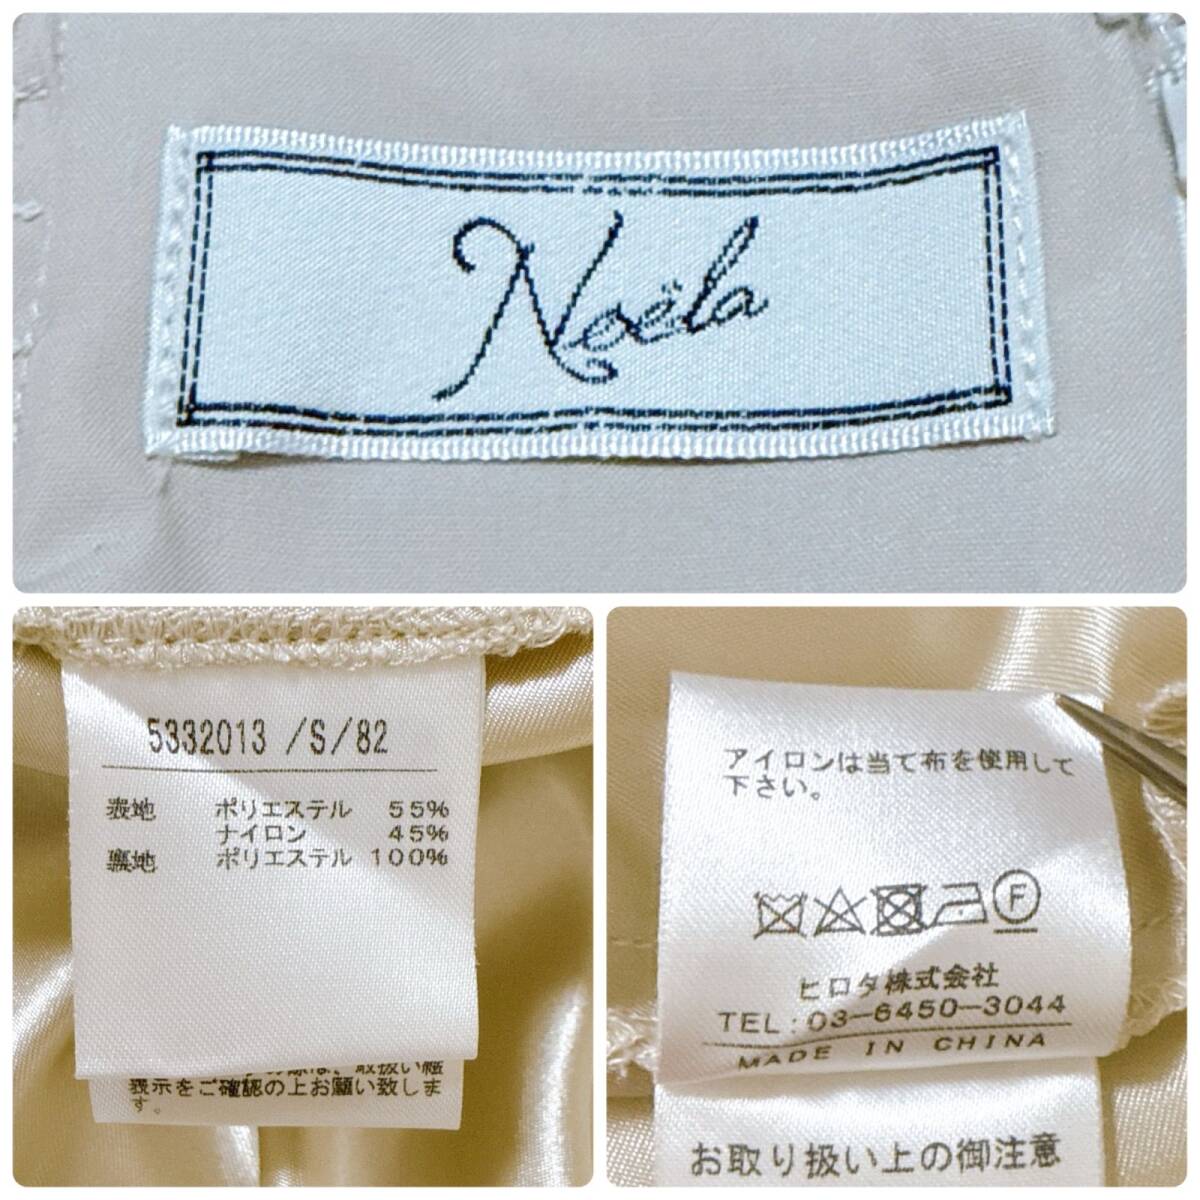 Noëla
5332013 /S/82
表地 ポリエステル 55%
ナイロン 45%
裏地 ポリエステル 100%
表示をご確認の上お願い致しま
す。
アイロンは当て布を使用して
下さい。
F
ヒロタ株式会社
TEL:03-6450-3044
MADE IN CHINA
お取り扱い上の御注意